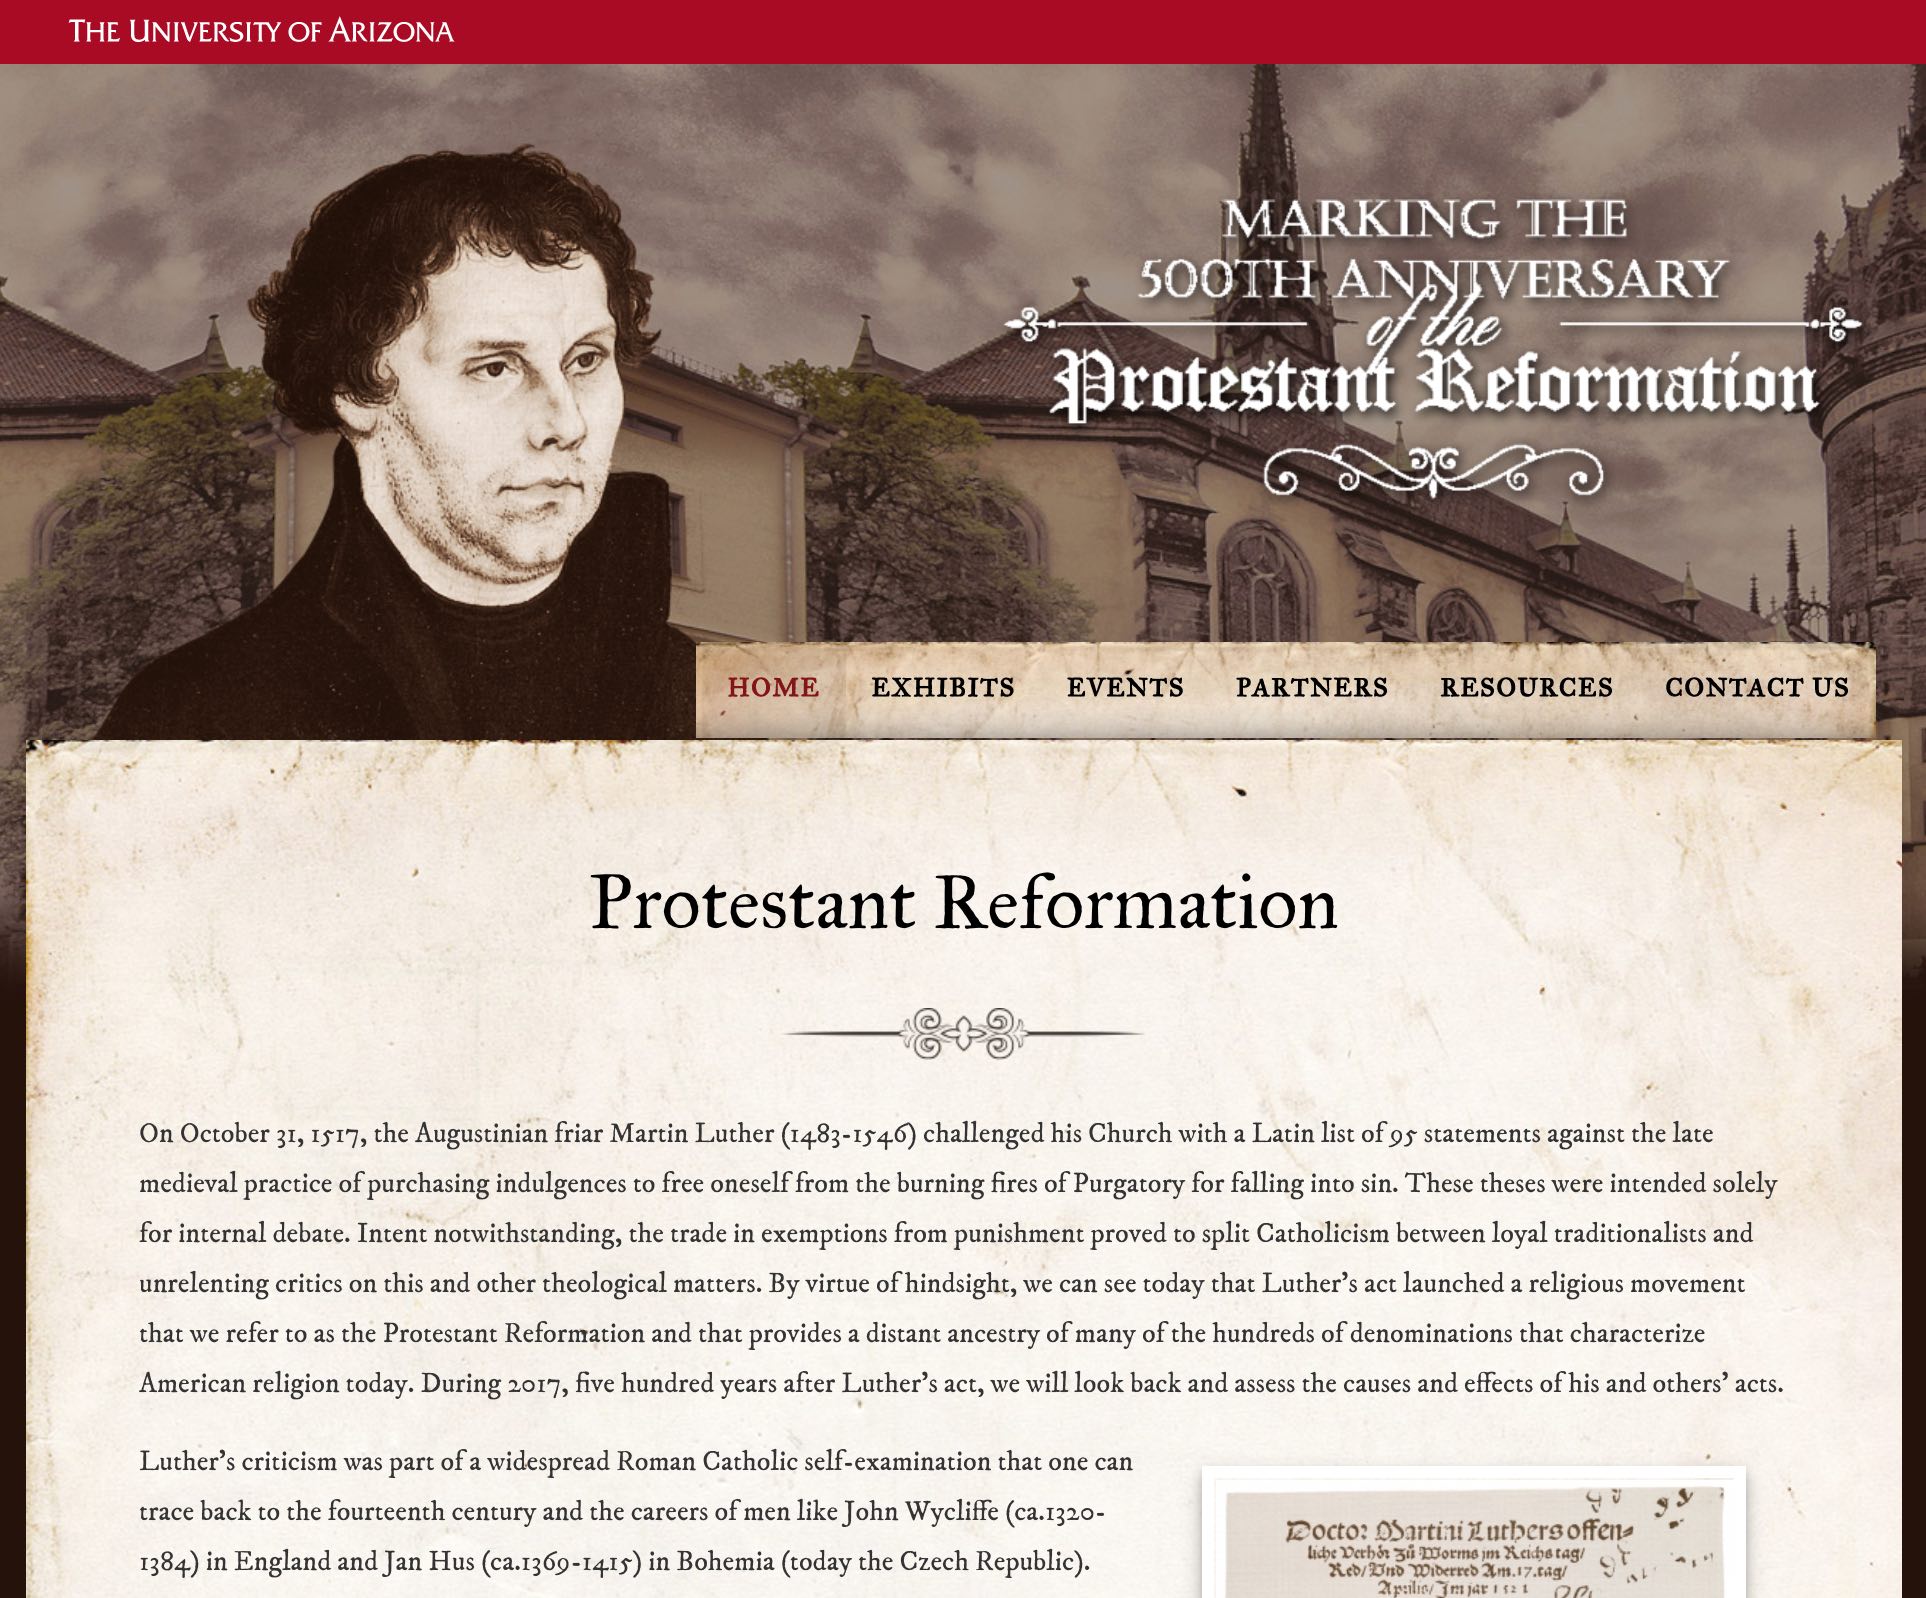 THE UNIVERSITY OF ARIZONA
MARKING THE
500TH ANNIVERSARY
of the
Protestant Reformation
HOME EXHIBITS EVENTS PARTNERS RESOURCES CONTACT US
Protestant Reformation
On October 31, 1517, the Augustinian friar Martin Luther (1483-1546) challenged his Church with a Latin list of 95 statements against the late
medieval practice of purchasing indulgences to free oneself from the burning fires of Purgatory for falling into sin. These theses were intended solely
for internal debate. Intent notwithstanding, the trade in exemptions from punishment proved to split Catholicism between loyal traditionalists and
unrelenting critics on this and other theological matters. By virtue of hindsight, we can see today that Luther’s act launched a religious movement
that we refer to as the Protestant Reformation and that provides a distant ancestry of many of the hundreds of denominations that characterize
American religion today. During 2017, five hundred years after Luther’s act, we will look back and assess the causes and effects of his and others’ acts.
Luther’s criticism was part of a widespread Roman Catholic self-examination that one can
trace back to the fourteenth century and the careers of men like John Wycliffe (ca.1320-
1384) in England and Jan Hus (ca.1369-1415) in Bohemia (today the Czech Republic).
Doctor Martini Luthers offen-
liche Verhör zů Worms jm Reichstag/
Red/ Vnd Widerred Am.17.tag/
Aprilis/ Jm jar 1521